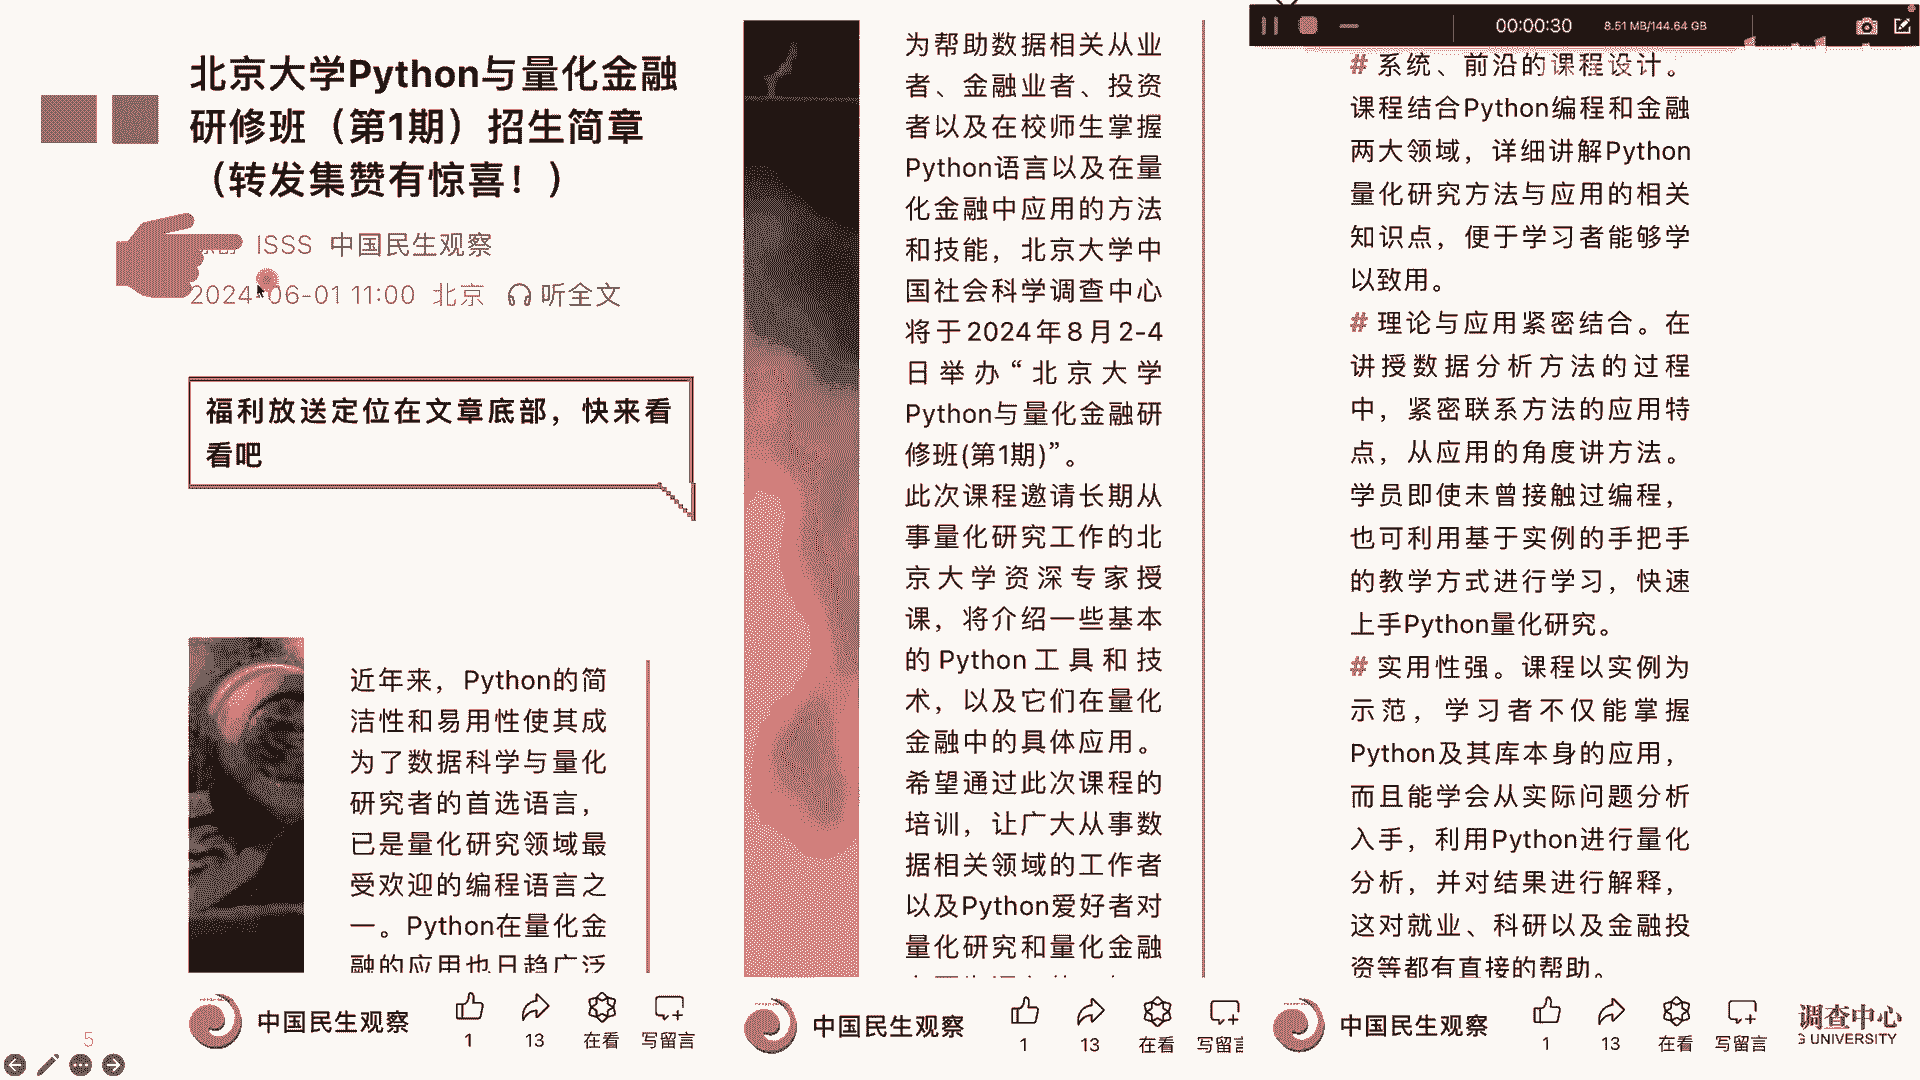 北京大学Python与量化金融
研修班（第1期）招生简章
（转发集赞有惊喜！）
ISSS 中国民生观察
2024-06-01 11:00 北京 听全文
福利放送定位在文章底部，快来看
看吧
近年来，Python的简
洁性和易用性使其成
为了数据科学与量化
研究者的首选语言，
已是量化研究领域最
受欢迎的编程语言之
一。Python在量化金
融的应用也日趋广泛
中国民生观察
1
13
在看
写留言
5
为帮助数据相关从业
者、金融业者、投资
者以及在校师生掌握
Python语言以及在量
化金融中应用的方法
和技能，北京大学中
国社会科学调查中心
将于2024年8月2-4
日举办“北京大学
Python与量化金融研
修班(第1期)”。
此次课程邀请长期从
事量化研究工作的北
京大学资深专家授
课，将介绍一些基本
的Python工具和技
术，以及它们在量化
金融中的具体应用。
希望通过此次课程的
培训，让广大从事数
据相关领域的工作者
以及Python爱好者对
量化研究和量化金融
中国民生观察
1
13
在看
写留
00:00:30 8.51 MB/144.64 GB
# 系统、前沿的课程设计。
课程结合Python编程和金融
两大领域，详细讲解Python
量化研究方法与应用的相关
知识点，便于学习者能够学
以致用。
# 理论与应用紧密结合。在
讲授数据分析方法的过程
中，紧密联系方法的应用特
点，从应用的角度讲方法。
学员即使未曾接触过编程，
也可利用基于实例的手把手
的教学方式进行学习，快速
上手Python量化研究。
# 实用性强。课程以实例为
示范，学习者不仅能掌握
Python及其库本身的应用，
而且能学会从实际问题分析
入手，利用Python进行量化
分析，并对结果进行解释，
这对就业、科研以及金融投
资等都有直接的帮助。
中国民生观察
1
13
在看
写留言
调查中心
G UNIVERSITY